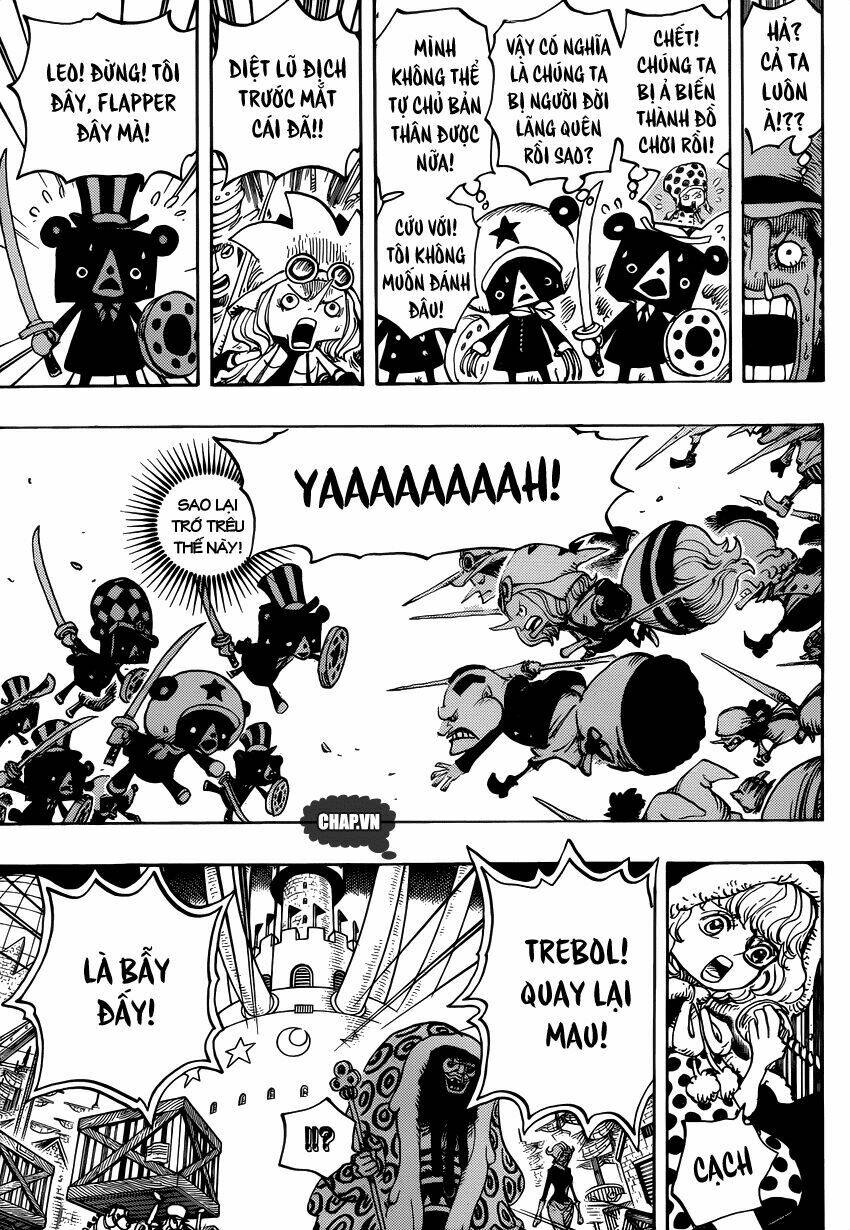 HẢ?
CẢ TA
LUÔN
À!??
CHẾT!
CHÚNG TA
BỊ Ả BIẾN
THÀNH ĐỒ
CHƠI RỒI!
VẬY CÓ NGHĨA
LÀ CHÚNG TA
BỊ NGƯỜI ĐỜI
LÃNG QUÊN
RỒI SAO?
MÌNH
KHÔNG THỂ
TỰ CHỦ BẢN
THÂN ĐƯỢC
NỮA!
CỨU VỚI!
TÔI KHÔNG
MUỐN ĐÁNH
ĐÂU!
DIỆT LŨ ĐỊCH
TRƯỚC MẮT
CÁI ĐÃ!!
LEO! ĐỪNG! TÔI
ĐÂY, FLAPPER
ĐÂY MÀ!
YAAAAAAAAH!
SAO LẠI
TRỚ TRÊU
THẾ NÀY!
CHAP.VN
CẠCH
TREBOL!
QUAY LẠI
MAU!
!!?
LÀ BẪY
ĐẤY!